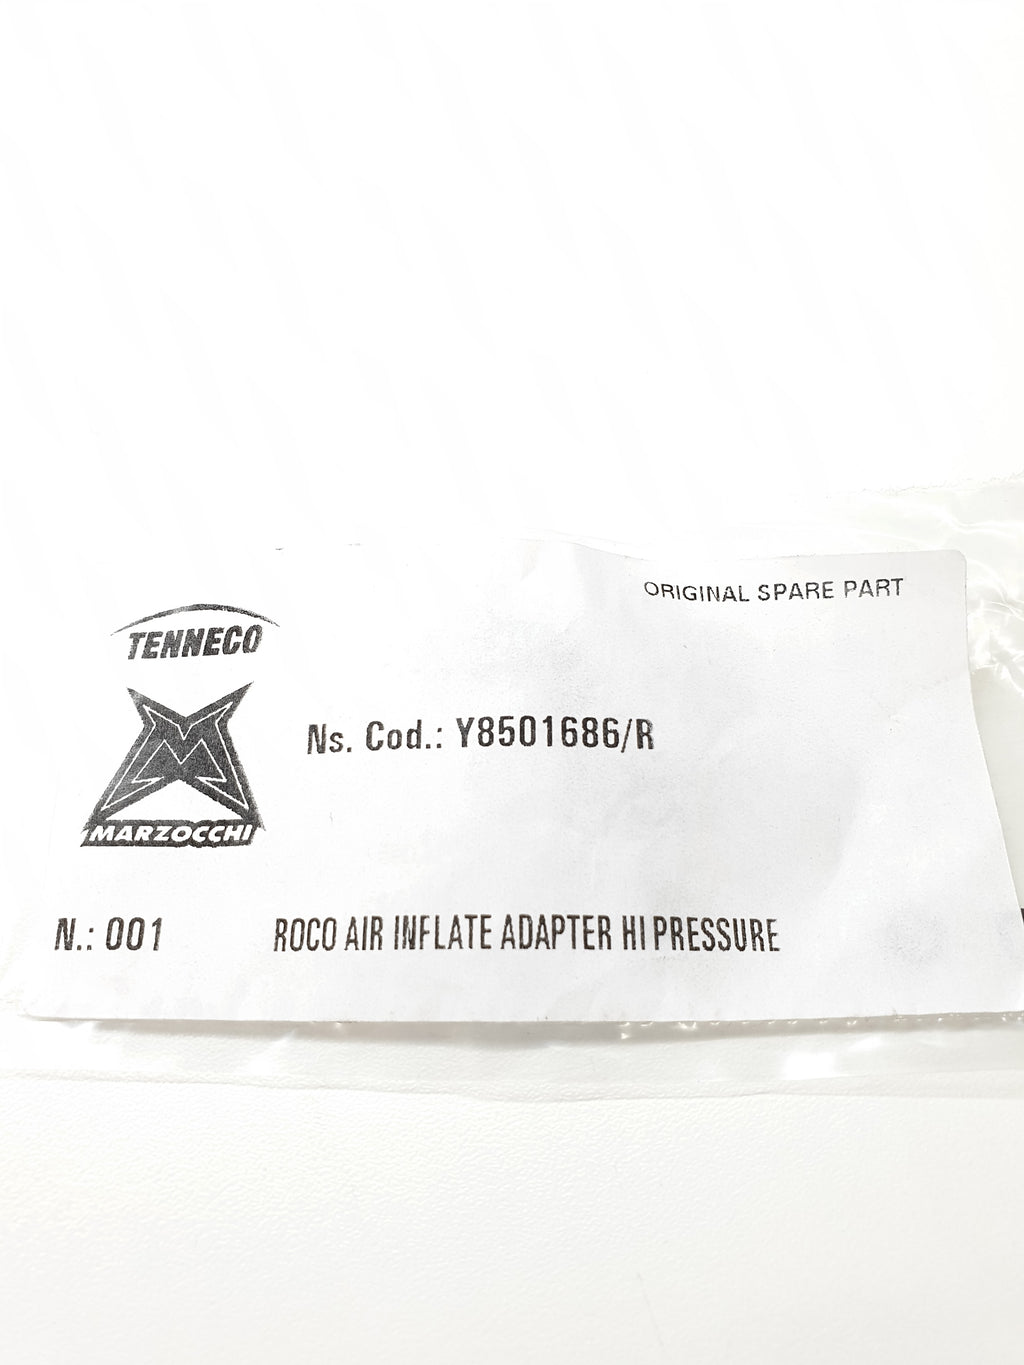 ORIGINAL SPARE PART
TENNECO
M
Ns. Cod.: Y8501686/R
MARZOCCHI
N.: 001 ROCO AIR INFLATE ADAPTER HI PRESSURE